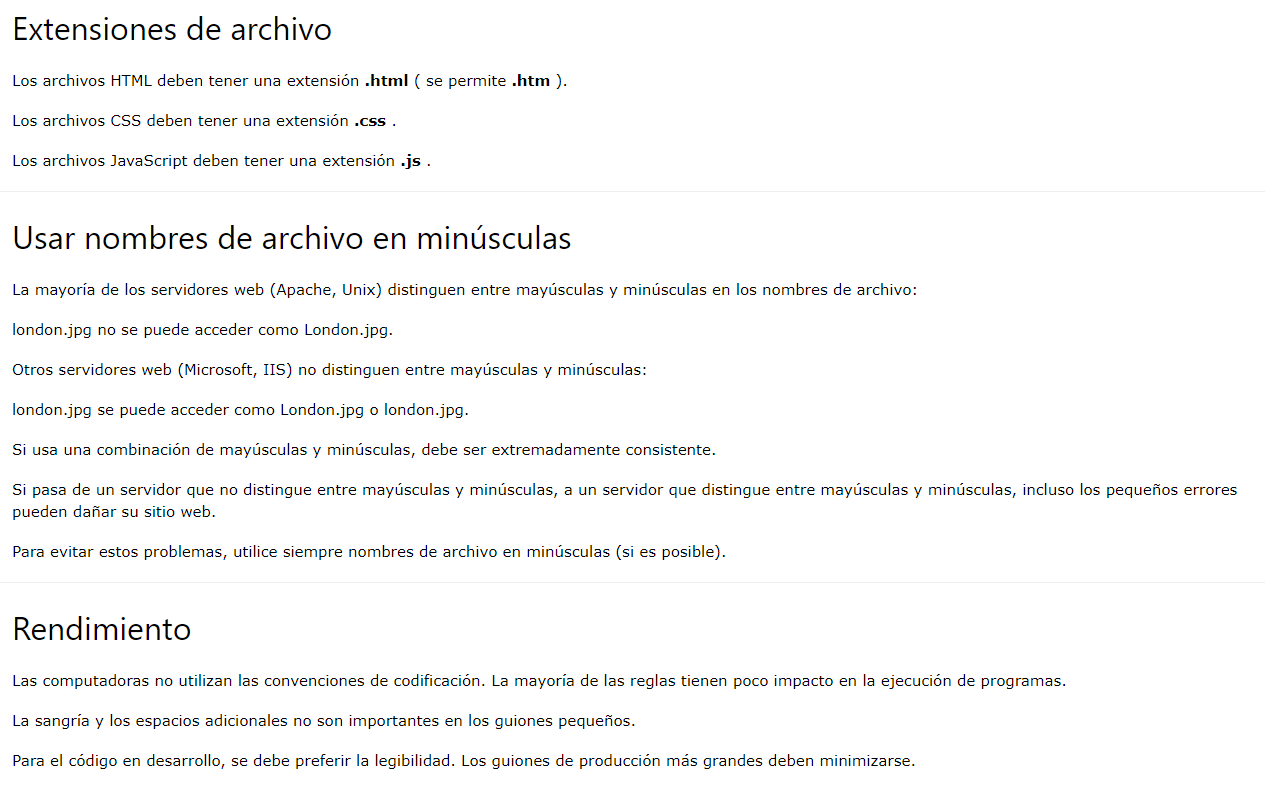 Extensiones de archivo
Los archivos HTML deben tener una extensión .html ( se permite .htm ).
Los archivos CSS deben tener una extensión .css .
Los archivos JavaScript deben tener una extensión .js .
Usar nombres de archivo en minúsculas
La mayoría de los servidores web (Apache, Unix) distinguen entre mayúsculas y minúsculas en los nombres de archivo:
london.jpg no se puede acceder como London.jpg.
Otros servidores web (Microsoft, IIS) no distinguen entre mayúsculas y minúsculas:
london.jpg se puede acceder como London.jpg o london.jpg.
Si usa una combinación de mayúsculas y minúsculas, debe ser extremadamente consistente.
Si pasa de un servidor que no distingue entre mayúsculas y minúsculas, a un servidor que distingue entre mayúsculas y minúsculas, incluso los pequeños errores
pueden dañar su sitio web.
Para evitar estos problemas, utilice siempre nombres de archivo en minúsculas (si es posible).
Rendimiento
Las computadoras no utilizan las convenciones de codificación. La mayoría de las reglas tienen poco impacto en la ejecución de programas.
La sangría y los espacios adicionales no son importantes en los guiones pequeños.
Para el código en desarrollo, se debe preferir la legibilidad. Los guiones de producción más grandes deben minimizarse.